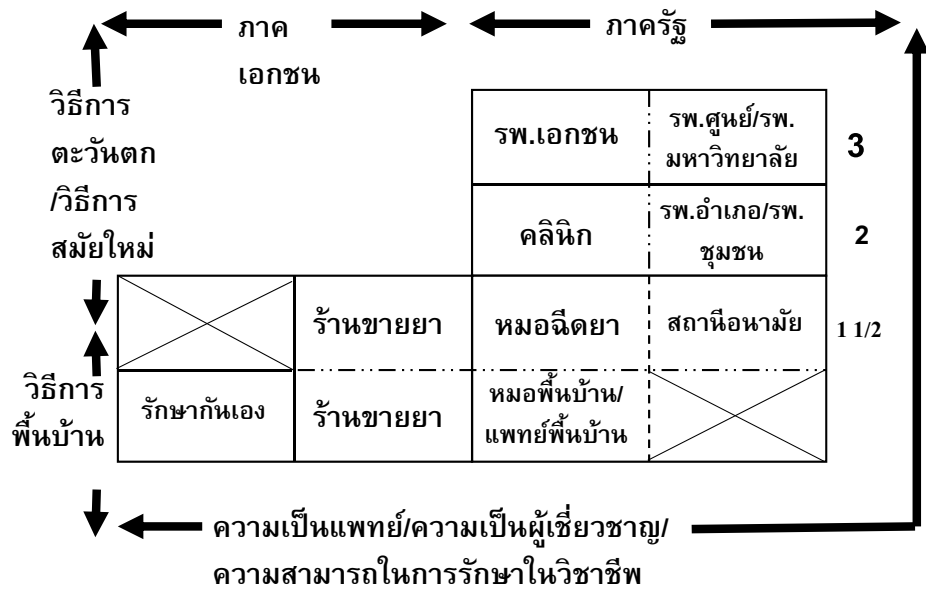 ภาค
เอกชน
ภาครัฐ
วิธีการ
ตะวันตก
/วิธีการ
สมัยใหม่
รพ.เอกชน
รพ.ศูนย์/รพ.
มหาวิทยาลัย
3
คลินิก
รพ.อำเภอ/รพ.
ชุมชน
2
ร้านขายยา
หมอฉีดยา
สถานีอนามัย
1 1/2
วิธีการ
พื้นบ้าน
รักษากันเอง
ร้านขายยา
หมอพื้นบ้าน/
แพทย์พื้นบ้าน
ความเป็นแพทย์/ความเป็นผู้เชี่ยวชาญ/
ความสามารถในการรักษาในวิชาชีพ